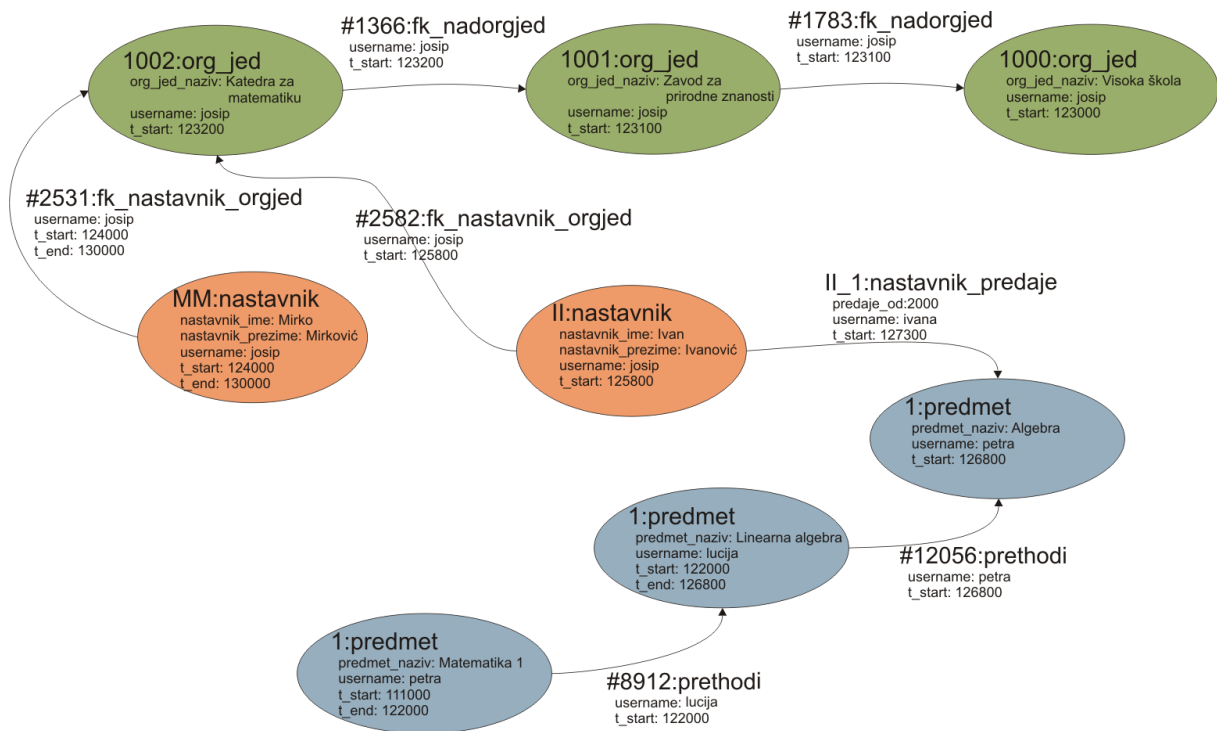 #1366:fk_nadorgjed
username: josip
t_start: 123200
#1783:fk_nadorgjed
username: josip
t_start: 123100
1002:org_jed
org_jed_naziv: Katedra za
matematiku
username: josip
t_start: 123200
1001:org_jed
org_jed_naziv: Zavod za
prirodne znanosti
username: josip
t_start: 123100
1000:org_jed
org_jed_naziv: Visoka škola
username: josip
t_start: 123000
#2531:fk_nastavnik_orgjed
username: josip
t_start: 124000
t_end: 130000
#2582:fk_nastavnik_orgjed
username: josip
t_start: 125800
MM:nastavnik
nastavnik_ime: Mirko
nastavnik_prezime: Mirković
username: josip
t_start: 124000
t_end: 130000
II:nastavnik
nastavnik_ime: Ivan
nastavnik_prezime: Ivanović
username: josip
t_start: 125800
II_1:nastavnik_predaje
predaje_od:2000
username: ivana
t_start: 127300
1:predmet
predmet_naziv: Algebra
username: petra
t_start: 126800
1:predmet
predmet_naziv: Linearna algebra
username: lucija
t_start: 122000
t_end: 126800
#12056:prethodi
username: petra
t_start: 126800
1:predmet
predmet_naziv: Matematika 1
username: petra
t_start: 111000
t_end: 122000
#8912:prethodi
username: lucija
t_start: 122000